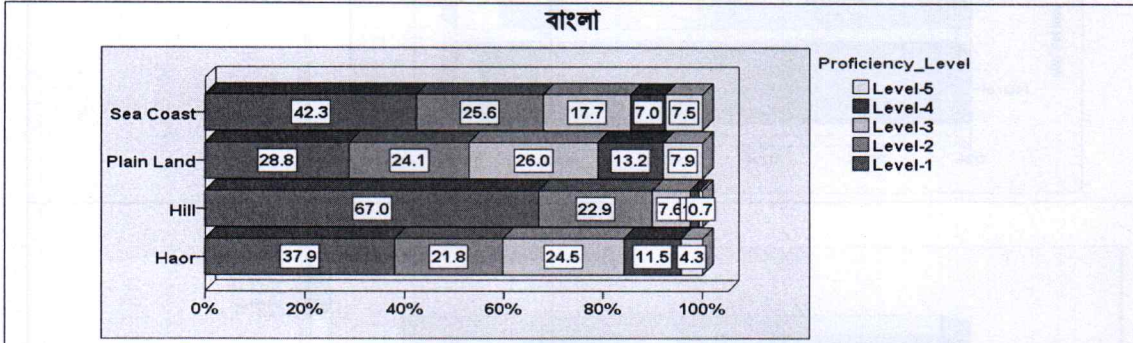 বাংলা
Proficiency_Level
Level-5
Level-4
Level-3
Level-2
Level-1
Sea Coast 42.3 25.6 17.7 7.0 7.5
Plain Land 28.8 24.1 26.0 13.2 7.9
Hill 67.0 22.9 7.6 0.7
Haor 37.9 21.8 24.5 11.5 4.3
0% 20% 40% 60% 80% 100%